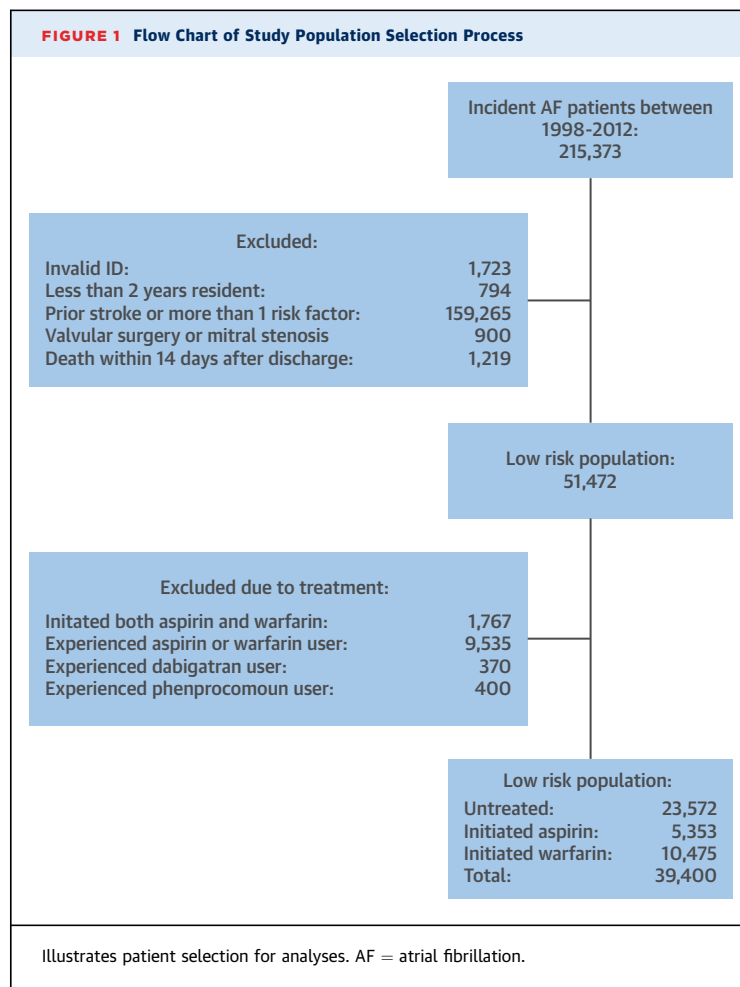 FIGURE 1 Flow Chart of Study Population Selection Process
Incident AF patients between
1998-2012:
215,373
Excluded:
Invalid ID: 1,723
Less than 2 years resident: 794
Prior stroke or more than 1 risk factor: 159,265
Valvular surgery or mitral stenosis 900
Death within 14 days after discharge: 1,219
Low risk population:
51,472
Excluded due to treatment:
Initated both aspirin and warfarin: 1,767
Experienced aspirin or warfarin user: 9,535
Experienced dabigatran user: 370
Experienced phenprocomoun user: 400
Low risk population:
Untreated: 23,572
Initiated aspirin: 5,353
Initiated warfarin: 10,475
Total: 39,400
Illustrates patient selection for analyses. AF = atrial fibrillation.